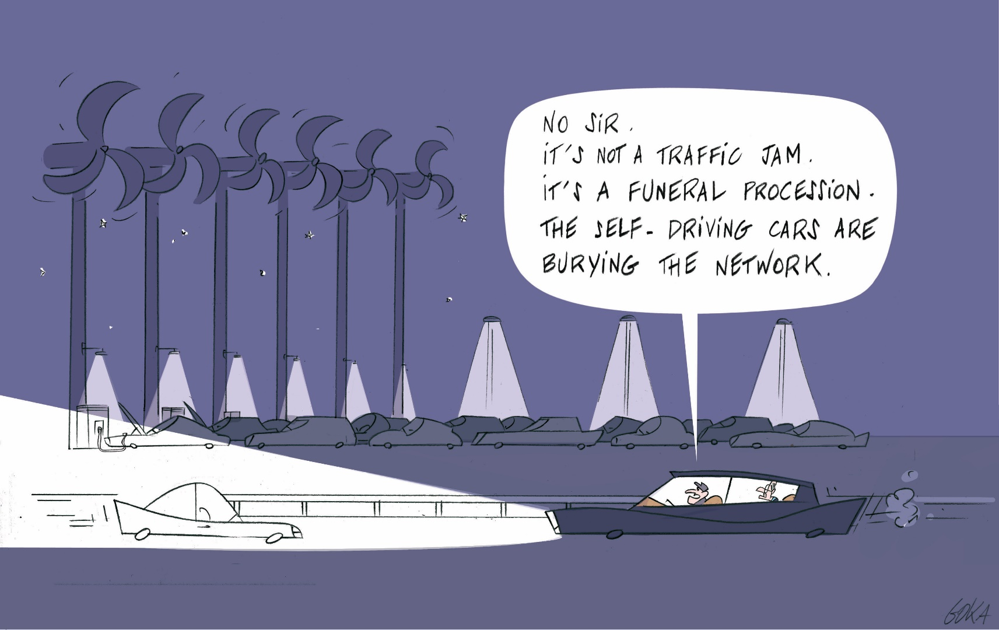 NO SIR.
IT'S NOT A TRAFFIC JAM.
IT'S A FUNERAL PROCESSION.
THE SELF-DRIVING CARS ARE
BURYING THE NETWORK.
GOKA